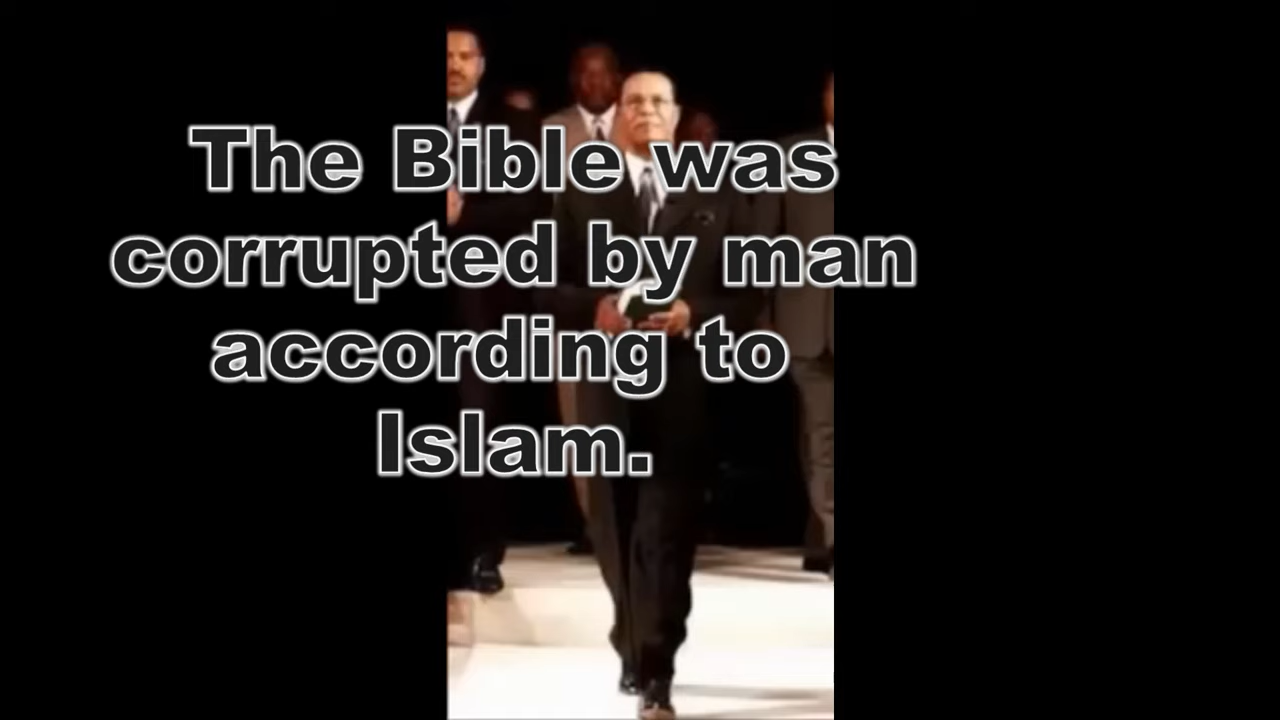 The Bible was
corrupted by man
according to
Islam.